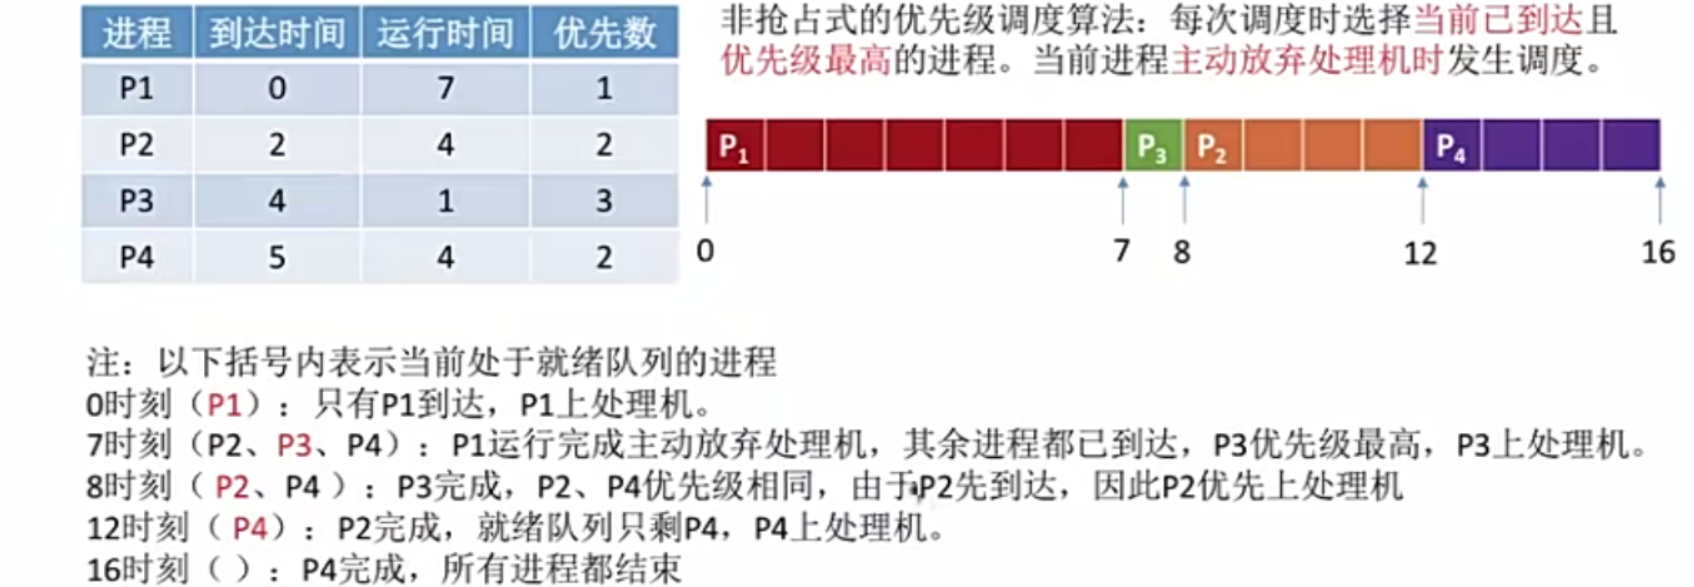 进程 到达时间 运行时间 优先数
P1 0 7 1
P2 2 4 2
P3 4 1 3
P4 5 4 2
非抢占式的优先级调度算法：每次调度时选择当前已到达且
优先级最高的进程。当前进程主动放弃处理机时发生调度。
P1 P3 P2 P4
0 7 8 12 16
注：以下括号内表示当前处于就绪队列的进程
0时刻（P1）：只有P1到达，P1上处理机。
7时刻（P2、P3、P4）：P1运行完成主动放弃处理机，其余进程都已到达，P3优先级最高，P3上处理机。
8时刻（P2、P4）：P3完成，P2、P4优先级相同，由于P2先到达，因此P2优先上处理机
12时刻（P4）：P2完成，就绪队列只剩P4，P4上处理机。
16时刻（）：P4完成，所有进程都结束